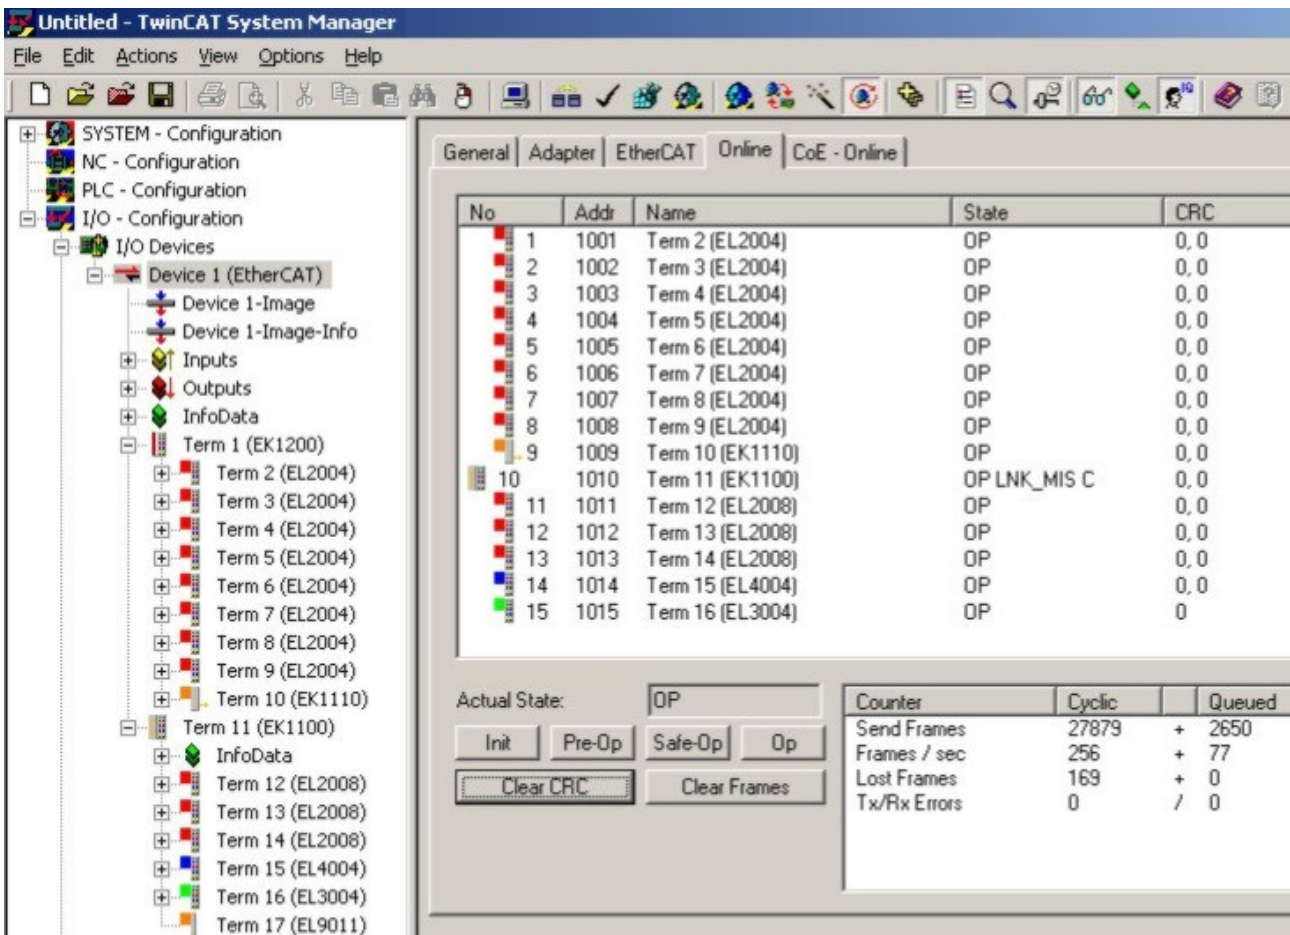 Untitled - TwinCAT System Manager
File Edit Actions View Options Help
SYSTEM - Configuration
NC - Configuration
PLC - Configuration
I/O - Configuration
I/O Devices
Device 1 (EtherCAT)
Device 1-Image
Device 1-Image-Info
Inputs
Outputs
InfoData
Term 1 (EK1200)
Term 2 (EL2004)
Term 3 (EL2004)
Term 4 (EL2004)
Term 5 (EL2004)
Term 6 (EL2004)
Term 7 (EL2004)
Term 8 (EL2004)
Term 9 (EL2004)
Term 10 (EK1110)
Term 11 (EK1100)
InfoData
Term 12 (EL2008)
Term 13 (EL2008)
Term 14 (EL2008)
Term 15 (EL4004)
Term 16 (EL3004)
Term 17 (EL9011)
General Adapter EtherCAT Online CoE - Online
No Addr Name State CRC
1 1001 Term 2 (EL2004) OP 0, 0
2 1002 Term 3 (EL2004) OP 0, 0
3 1003 Term 4 (EL2004) OP 0, 0
4 1004 Term 5 (EL2004) OP 0, 0
5 1005 Term 6 (EL2004) OP 0, 0
6 1006 Term 7 (EL2004) OP 0, 0
7 1007 Term 8 (EL2004) OP 0, 0
8 1008 Term 9 (EL2004) OP 0, 0
9 1009 Term 10 (EK1110) OP 0, 0
10 1010 Term 11 (EK1100) OP LNK_MIS C 0, 0
11 1011 Term 12 (EL2008) OP 0, 0
12 1012 Term 13 (EL2008) OP 0, 0
13 1013 Term 14 (EL2008) OP 0, 0
14 1014 Term 15 (EL4004) OP 0, 0
15 1015 Term 16 (EL3004) OP 0
Actual State: OP
Init Pre-Op Safe-Op Op
Clear CRC Clear Frames
Counter Cyclic Queued
Send Frames 27879 + 2650
Frames / sec 256 + 77
Lost Frames 169 + 0
Tx/Rx Errors 0 / 0